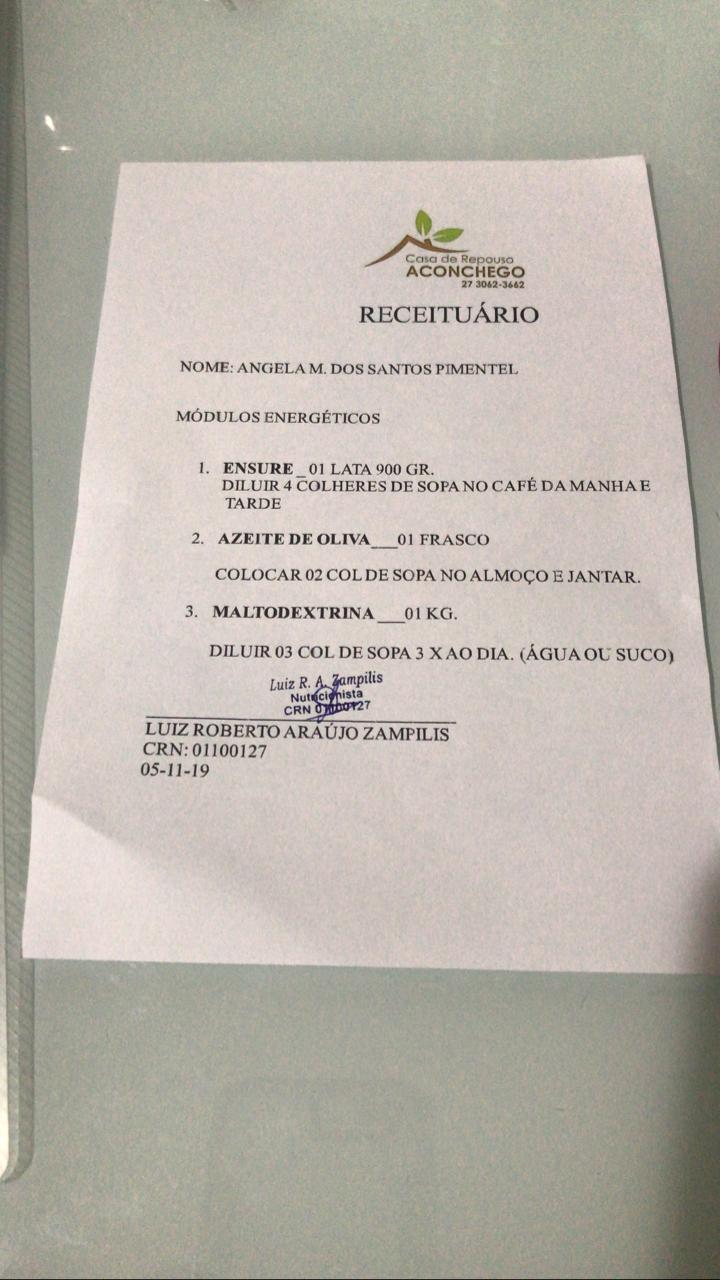 Casa de Repouso
ACONCHEGO
27 3062-3662
RECEITUÁRIO
NOME: ANGELA M. DOS SANTOS PIMENTEL
MÓDULOS ENERGÉTICOS
1. ENSURE _ 01 LATA 900 GR.
DILUIR 4 COLHERES DE SOPA NO CAFÉ DA MANHA E
TARDE
2. AZEITE DE OLIVA___01 FRASCO
COLOCAR 02 COL DE SOPA NO ALMOÇO E JANTAR.
3. MALTODEXTRINA ___01 KG.
DILUIR 03 COL DE SOPA 3 X AO DIA. (ÁGUA OU SUCO)
Luiz R. A. Zampilis
Nutricionista
CRN 01100127
LUIZ ROBERTO ARAÚJO ZAMPILIS
CRN: 01100127
05-11-19